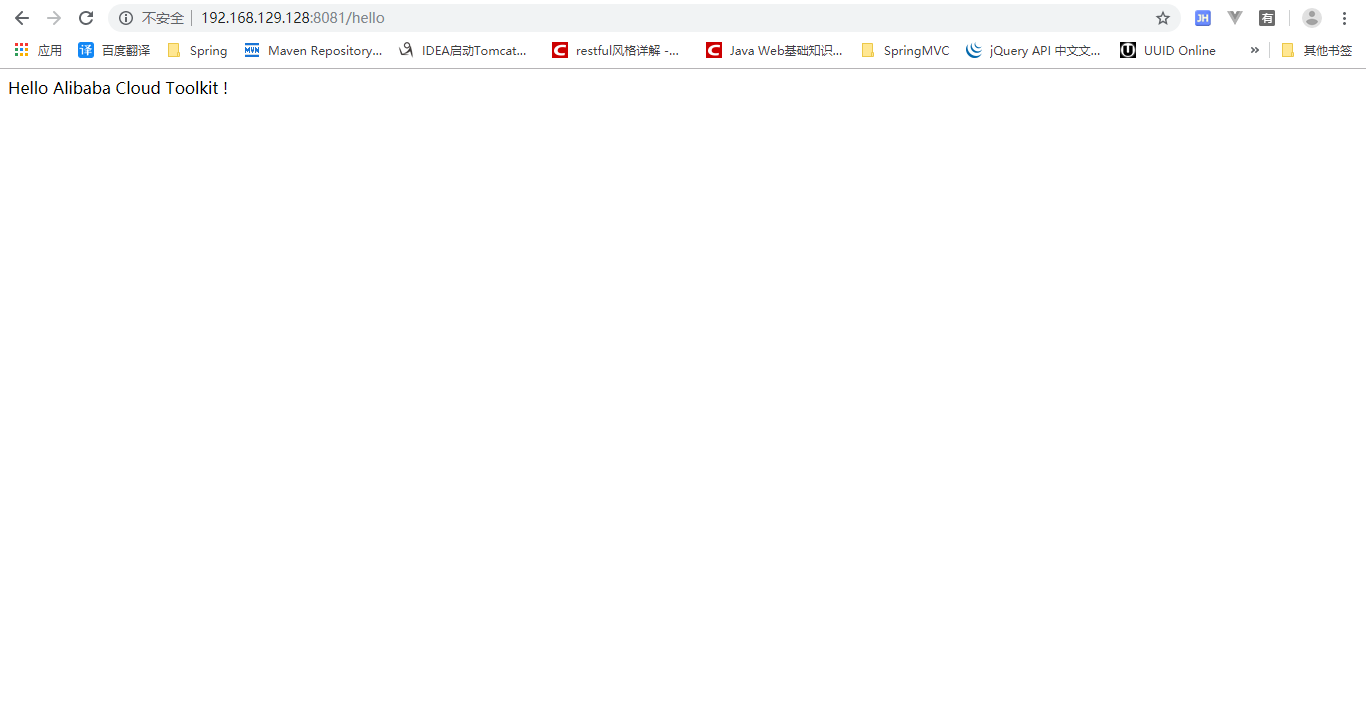 不安全 192.168.129.128:8081/hello JH 有
应用 译 百度翻译 Spring MVN Maven Repository... IDEA启动Tomcat... C restful风格详解 -... C Java Web基础知识... SpringMVC jQuery API 中文文... U UUID Online » 其他书签
Hello Alibaba Cloud Toolkit !